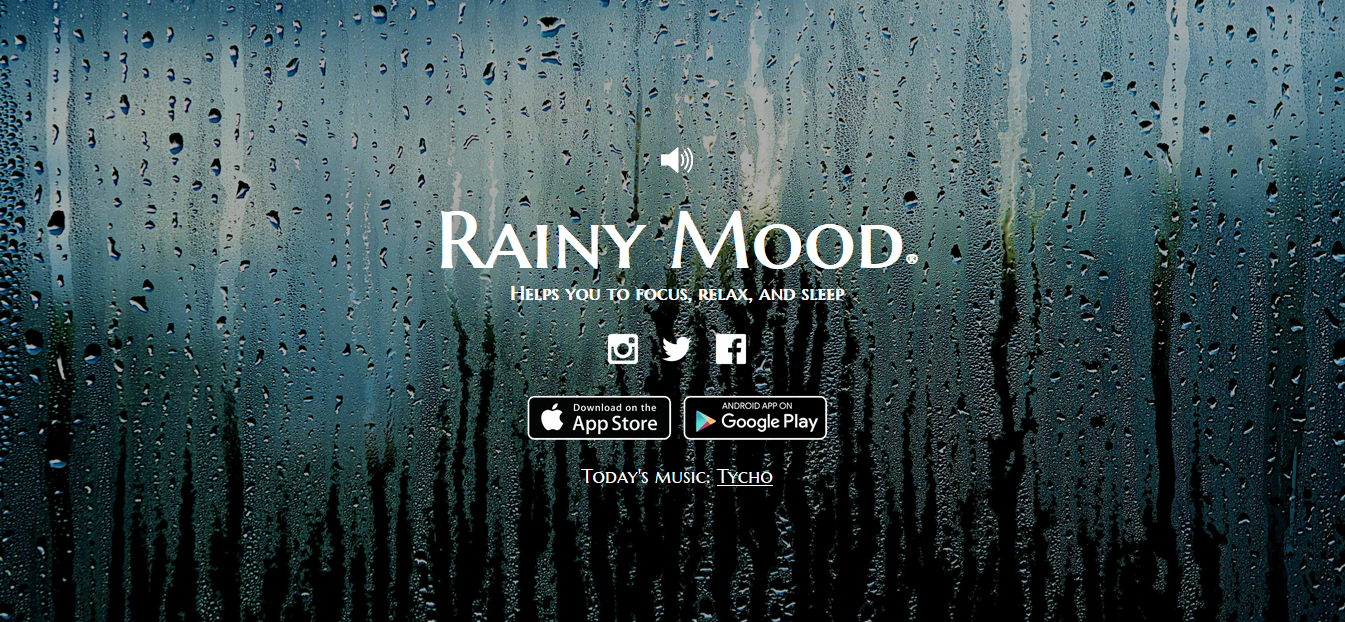 Rainy Mood®
Helps you to focus, relax, and sleep
Download on the
App Store
ANDROID APP ON
Google Play
Today's music: Tycho